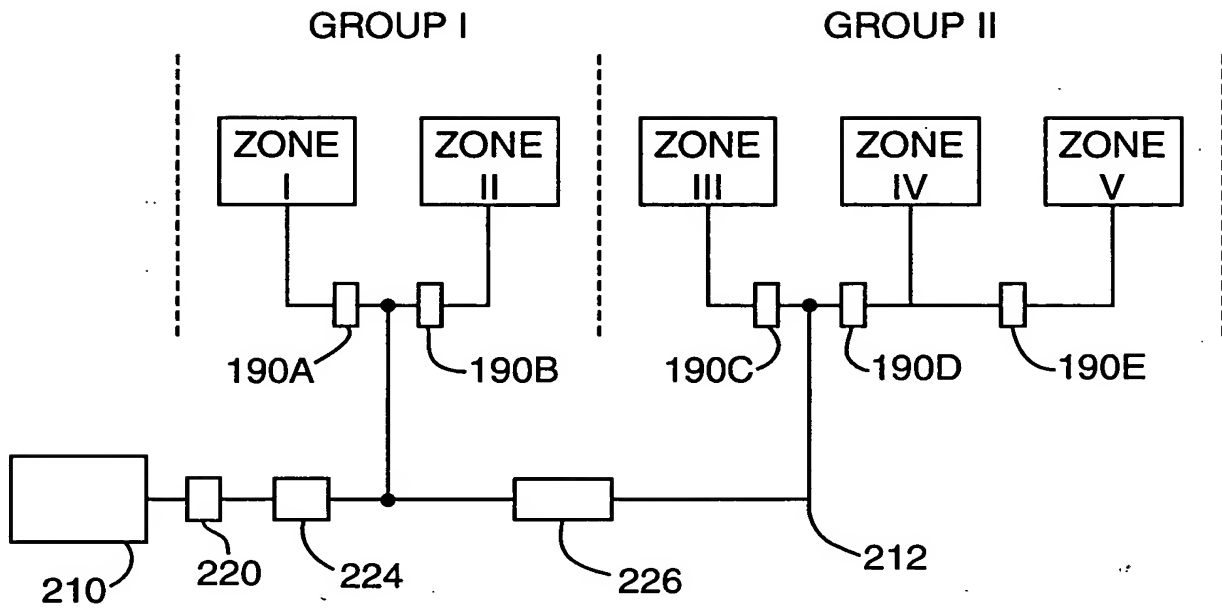 GROUP I
GROUP II
ZONE
I
ZONE
II
ZONE
III
ZONE
IV
ZONE
V
190A
190B
190C
190D
190E
210
220
224
226
212